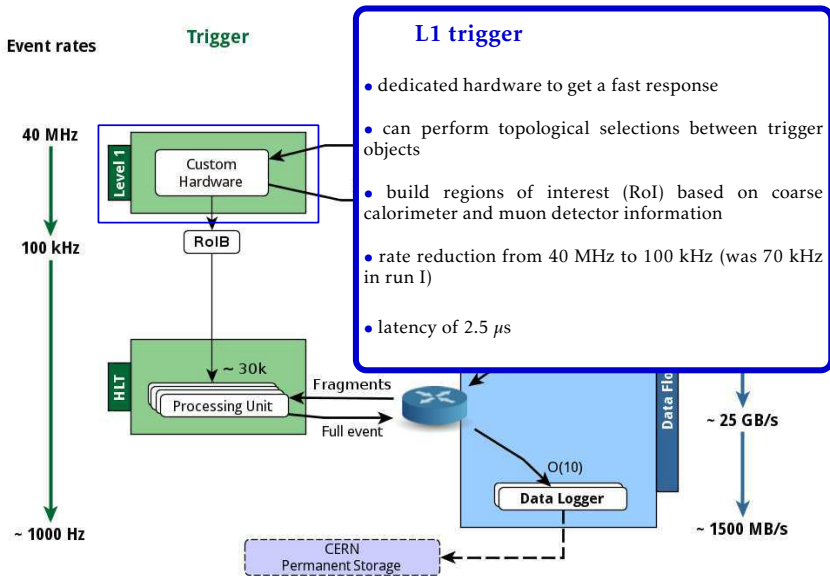 Event rates
Trigger
L1 trigger
• dedicated hardware to get a fast response
• can perform topological selections between trigger
objects
• build regions of interest (RoI) based on coarse
calorimeter and muon detector information
• rate reduction from 40 MHz to 100 kHz (was 70 kHz
in run I)
• latency of 2.5 μs
40 MHz
Level 1
Custom
Hardware
100 kHz
RoIB
HLT
~ 30k
Processing Unit
Fragments
Full event
~ 25 GB/s
O(10)
Data Logger
~ 1000 Hz
~ 1500 MB/s
CERN
Permanent Storage